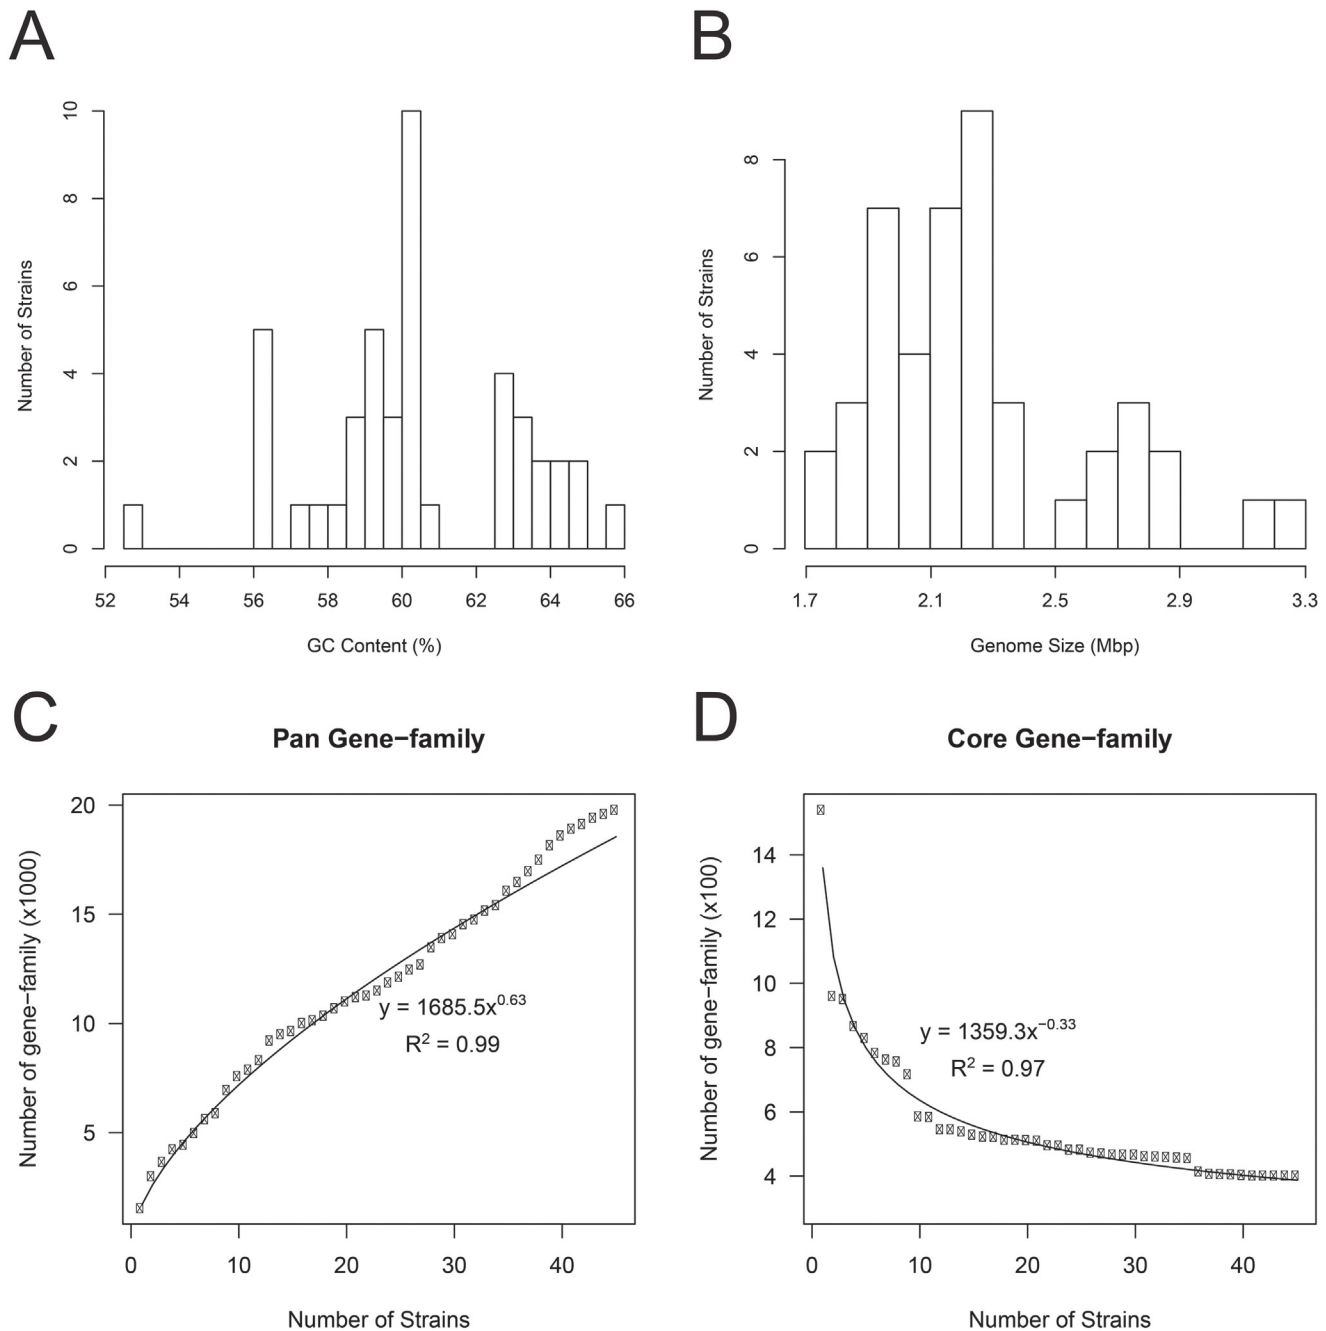 A
Number of Strains
10
8
6
4
2
0
52 54 56 58 60 62 64 66
GC Content (%)
B
Number of Strains
8
6
4
2
0
1.7 2.1 2.5 2.9 3.3
Genome Size (Mbp)
C
Pan Gene−family
Number of gene−family (x1000)
20
15
10
5
y = 1685.5x^0.63
R² = 0.99
0 10 20 30 40
Number of Strains
D
Core Gene−family
Number of gene−family (x100)
14
12
10
8
6
4
y = 1359.3x^−0.33
R² = 0.97
0 10 20 30 40
Number of Strains